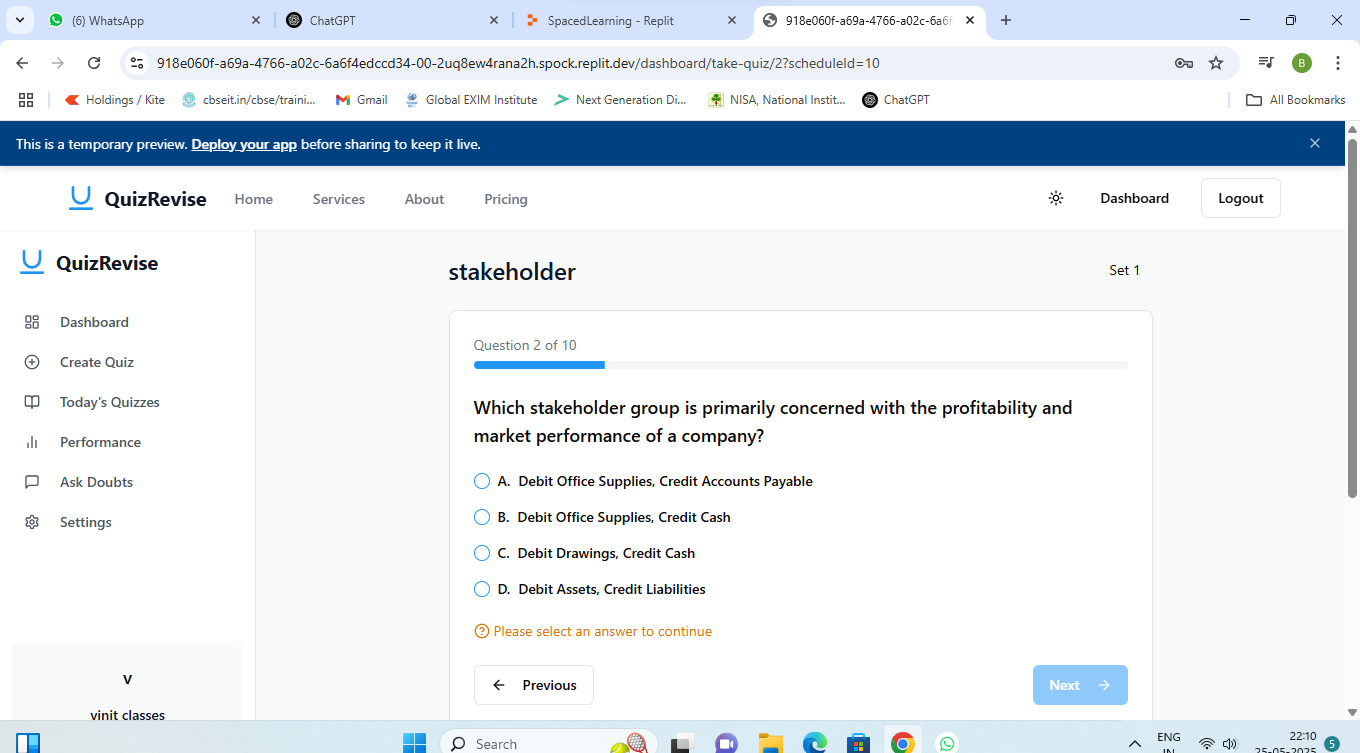 (6) WhatsApp
ChatGPT
SpacedLearning - Replit
918e060f-a69a-4766-a02c-6a6f
918e060f-a69a-4766-a02c-6a6f4edccd34-00-2uq8ew4rana2h.spock.replit.dev/dashboard/take-quiz/2?scheduleId=10
B
Holdings / Kite
cbseit.in/cbse/traini...
Gmail
Global EXIM Institute
Next Generation Di...
NISA, National Instit...
ChatGPT
All Bookmarks
This is a temporary preview. Deploy your app before sharing to keep it live.
QuizRevise
Home
Services
About
Pricing
Dashboard
Logout
QuizRevise
Dashboard
Create Quiz
Today's Quizzes
Performance
Ask Doubts
Settings
V
vinit classes
stakeholder
Set 1
Question 2 of 10
Which stakeholder group is primarily concerned with the profitability and
market performance of a company?
A. Debit Office Supplies, Credit Accounts Payable
B. Debit Office Supplies, Credit Cash
C. Debit Drawings, Credit Cash
D. Debit Assets, Credit Liabilities
Please select an answer to continue
Previous
Next
Search
ENG
IN
22:10
25-05-2025
5